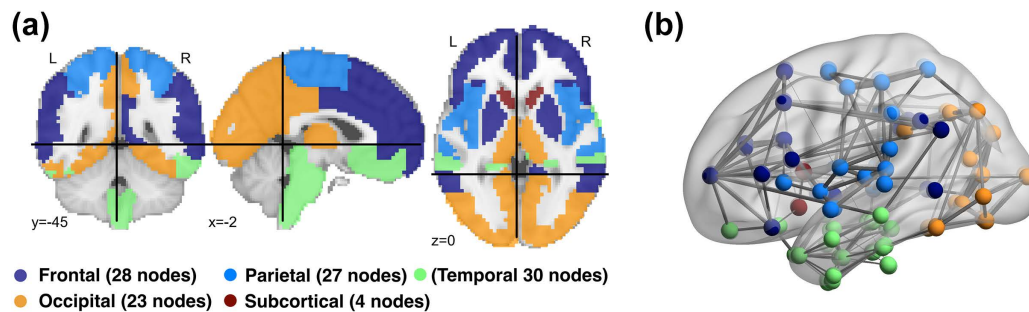 (a)
(b)
L R
L R
y=-45
x=-2
z=0
Frontal (28 nodes) Parietal (27 nodes) (Temporal 30 nodes)
Occipital (23 nodes) Subcortical (4 nodes)